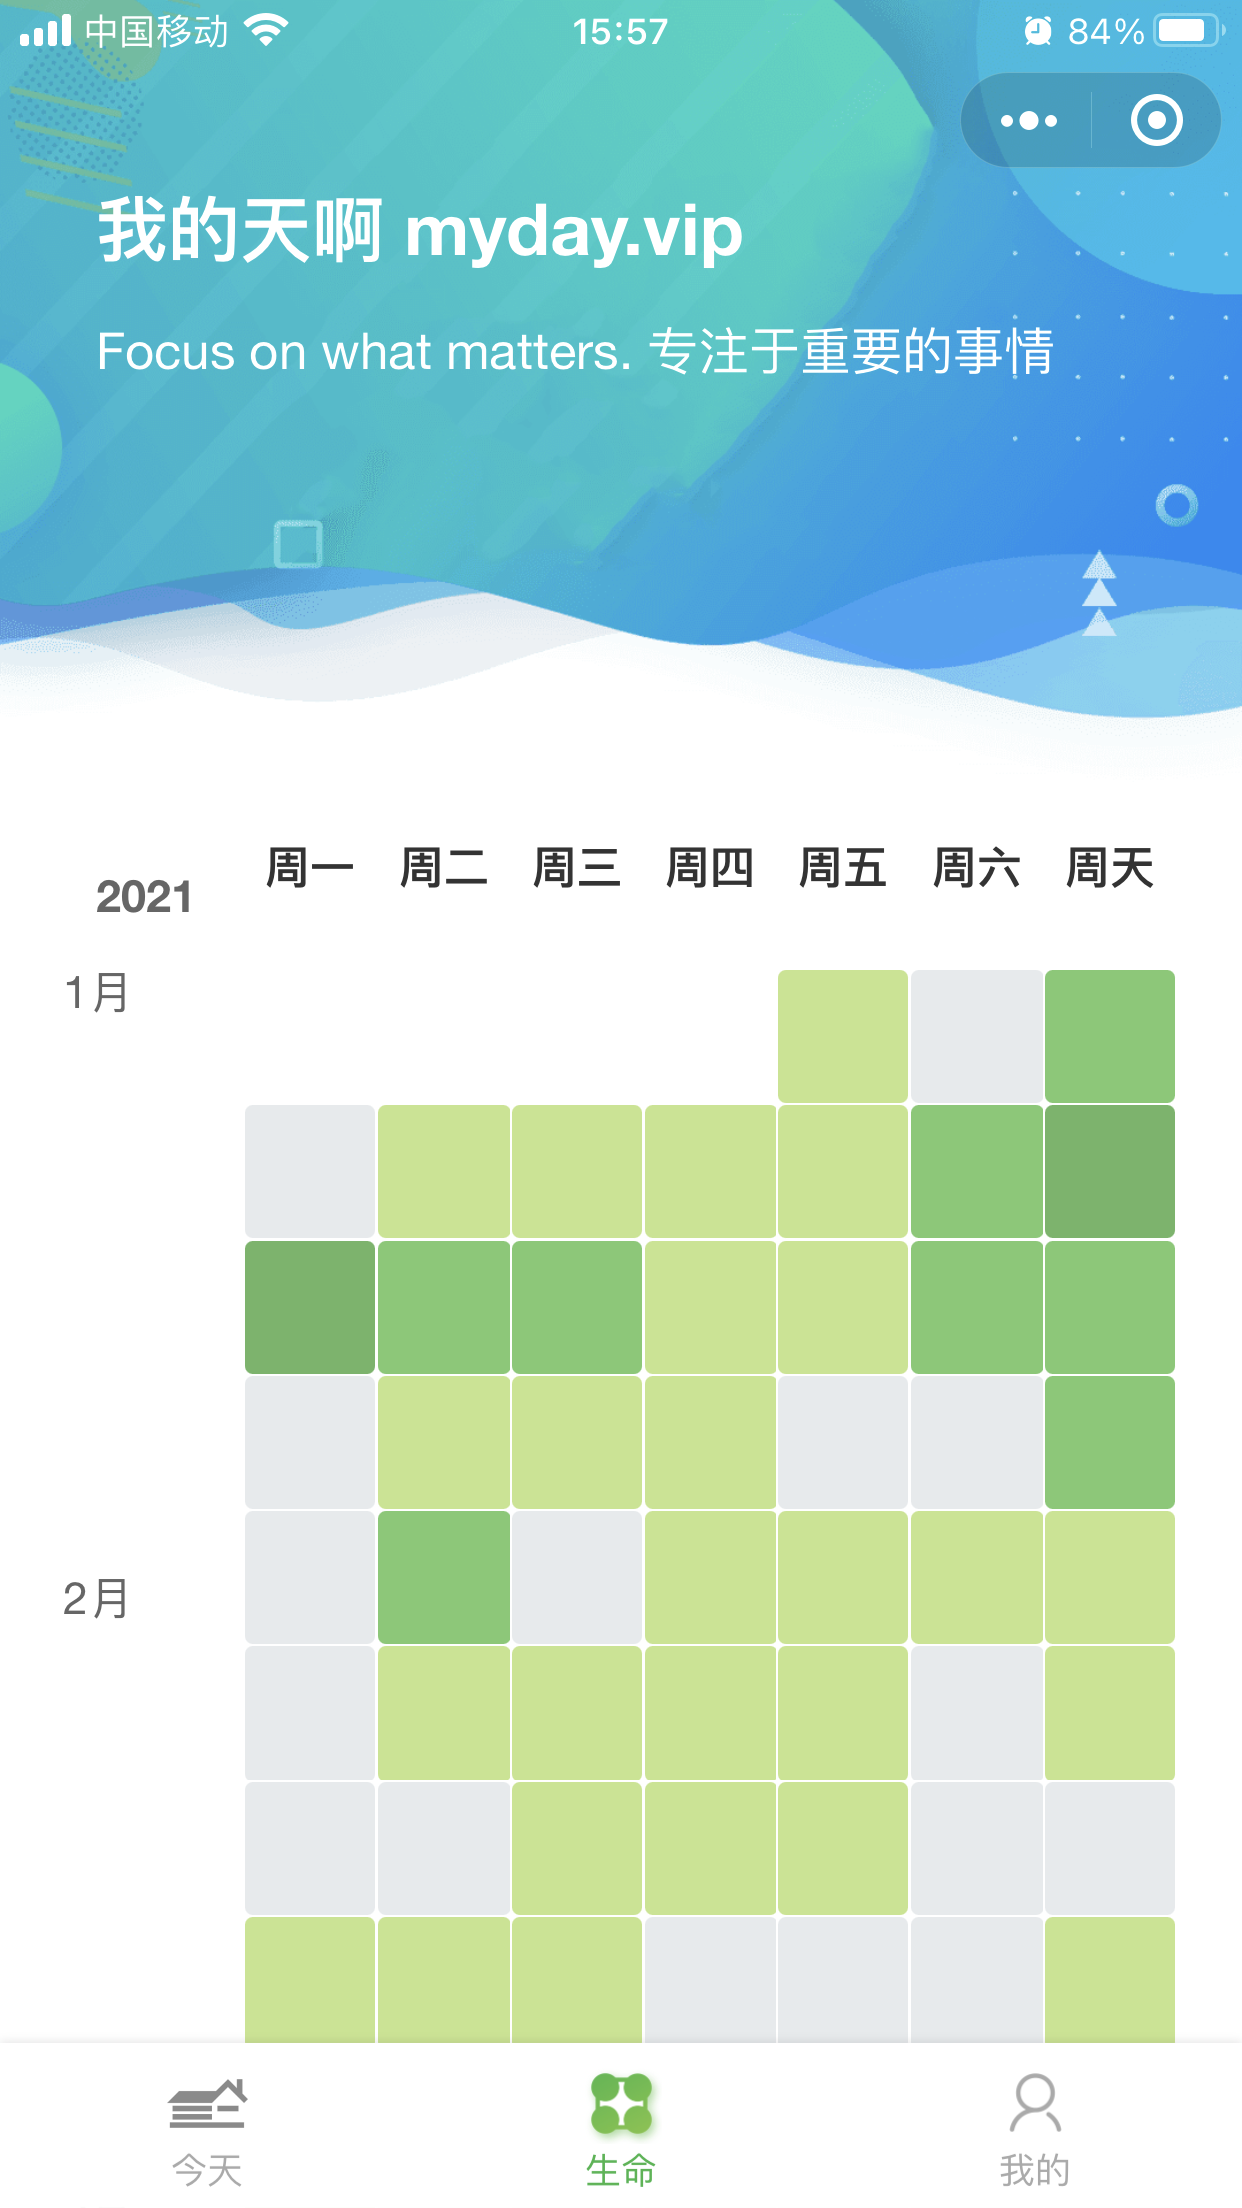 中国移动 15:57 84%
我的天啊 myday.vip
Focus on what matters. 专注于重要的事情
2021 周一 周二 周三 周四 周五 周六 周天
1月
2月
今天 生命 我的